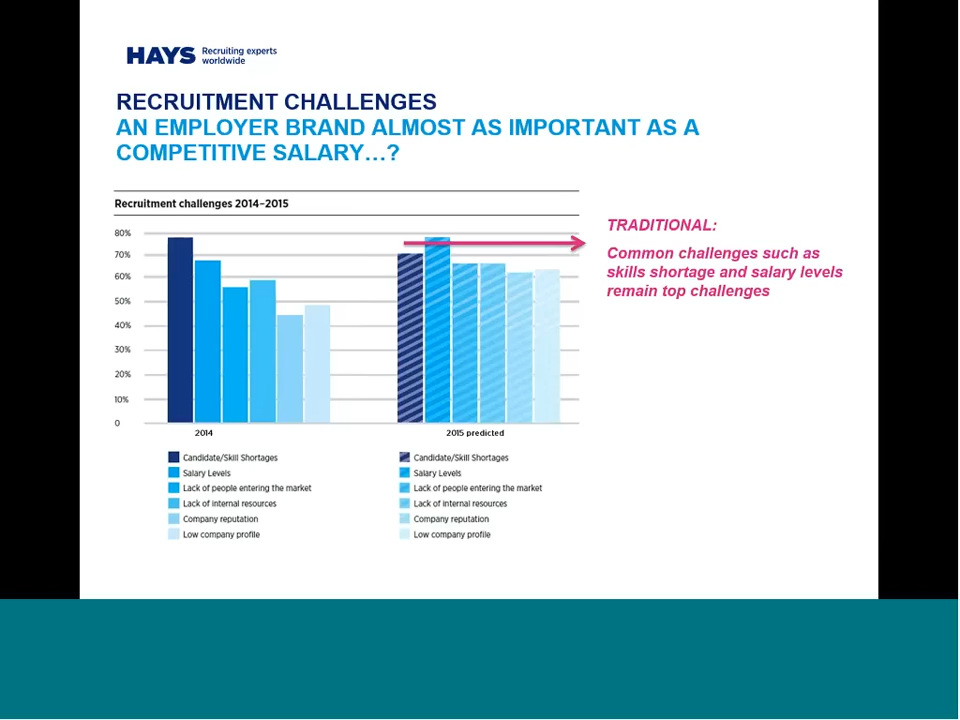 HAYS Recruiting experts
worldwide
RECRUITMENT CHALLENGES
AN EMPLOYER BRAND ALMOST AS IMPORTANT AS A
COMPETITIVE SALARY…?
Recruitment challenges 2014–2015
80%
70%
60%
50%
40%
30%
20%
10%
0
2014
2015 predicted
Candidate/Skill Shortages
Salary Levels
Lack of people entering the market
Lack of internal resources
Company reputation
Low company profile
Candidate/Skill Shortages
Salary Levels
Lack of people entering the market
Lack of internal resources
Company reputation
Low company profile
TRADITIONAL:
Common challenges such as
skills shortage and salary levels
remain top challenges